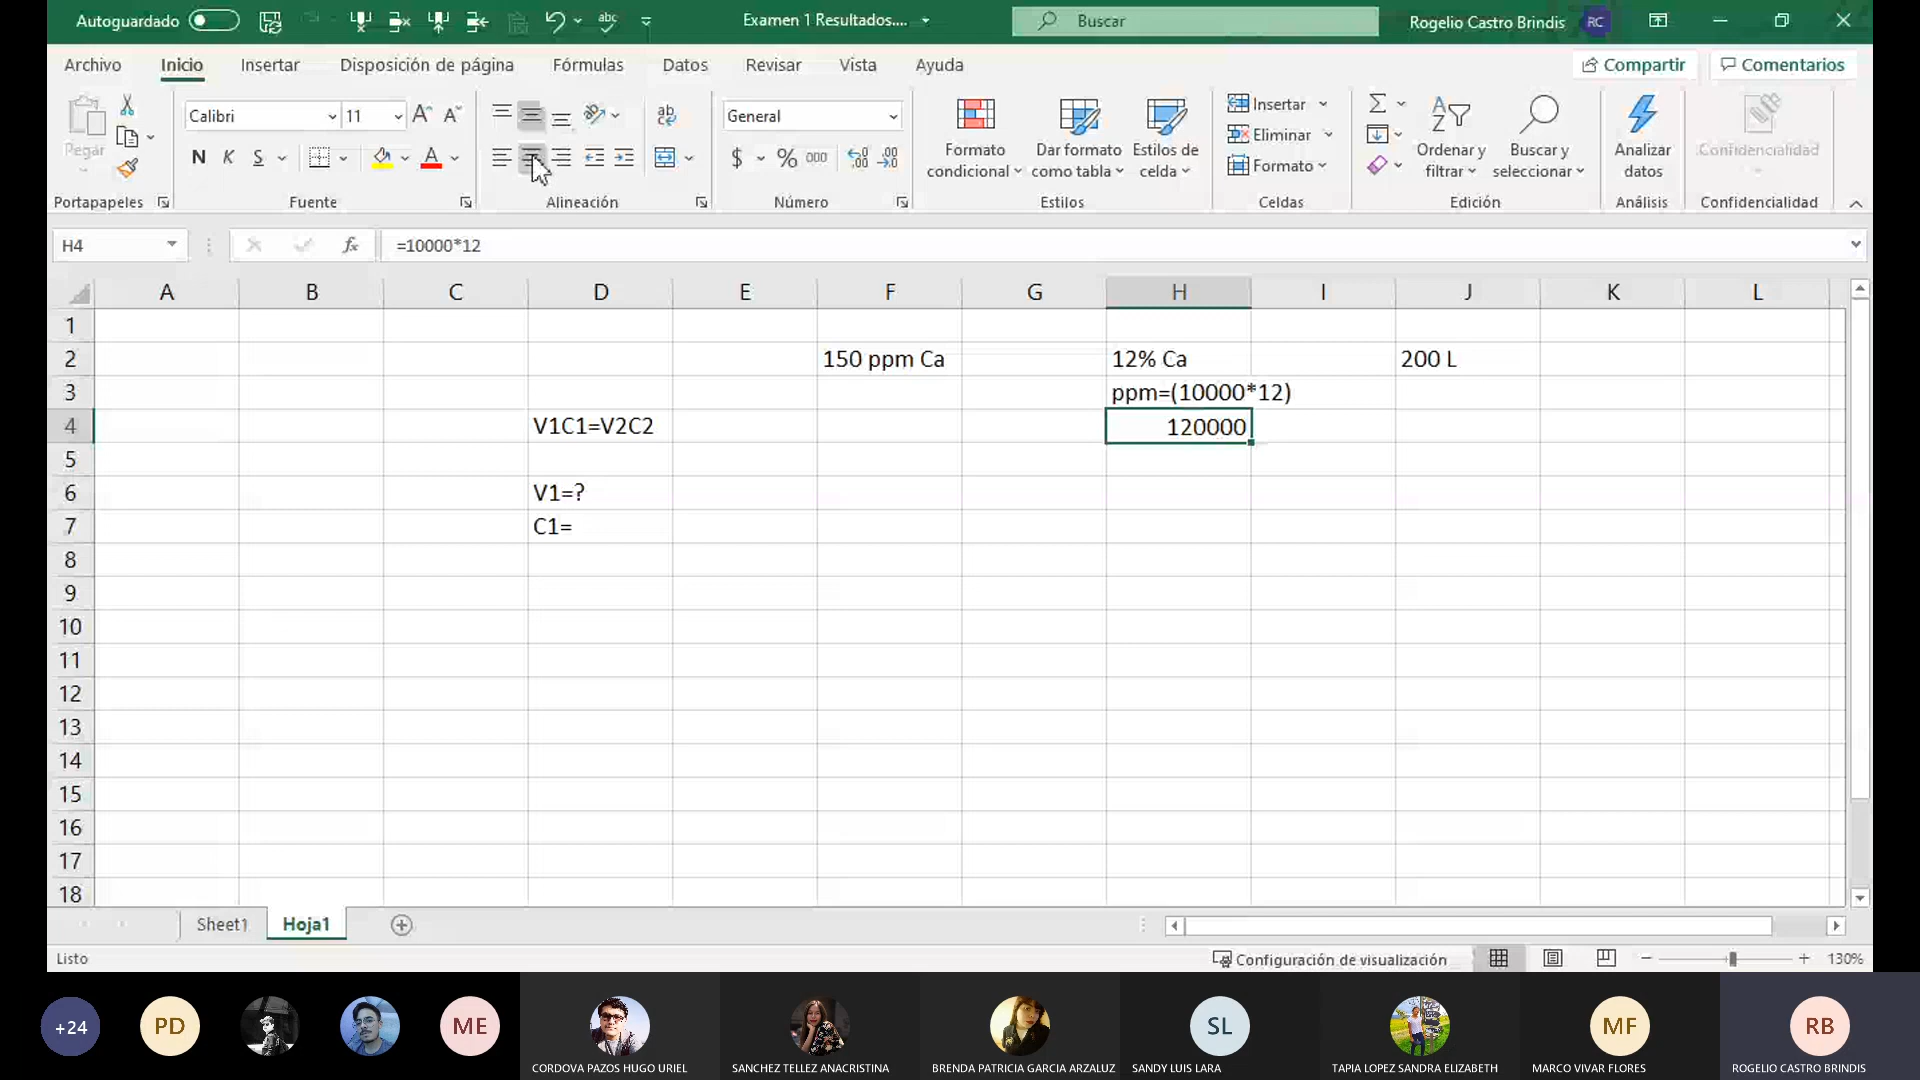 Autoguardado
Examen 1 Resultados....
Buscar
Rogelio Castro Brindis
RC
Archivo
Inicio
Insertar
Disposición de página
Fórmulas
Datos
Revisar
Vista
Ayuda
Compartir
Comentarios
Pegar
Calibri
11
N K S
General
$ % 000
Formato condicional
Dar formato como tabla
Estilos de celda
Insertar
Eliminar
Formato
Ordenar y filtrar
Buscar y seleccionar
Analizar datos
Confidencialidad
Portapapeles
Fuente
Alineación
Número
Estilos
Celdas
Edición
Análisis
Confidencialidad
H4
fx
=10000*12
A B C D E F G H I J K L
1
2 150 ppm Ca 12% Ca 200 L
3 ppm=(10000*12)
4 V1C1=V2C2 120000
5
6 V1=?
7 C1=
8
9
10
11
12
13
14
15
16
17
18
Sheet1
Hoja1
Listo
Configuración de visualización
130%
+24
PD
ME
SL
MF
RB
CORDOVA PAZOS HUGO URIEL
SANCHEZ TELLEZ ANACRISTINA
BRENDA PATRICIA GARCIA ARZALUZ
SANDY LUIS LARA
TAPIA LOPEZ SANDRA ELIZABETH
MARCO VIVAR FLORES
ROGELIO CASTRO BRINDIS